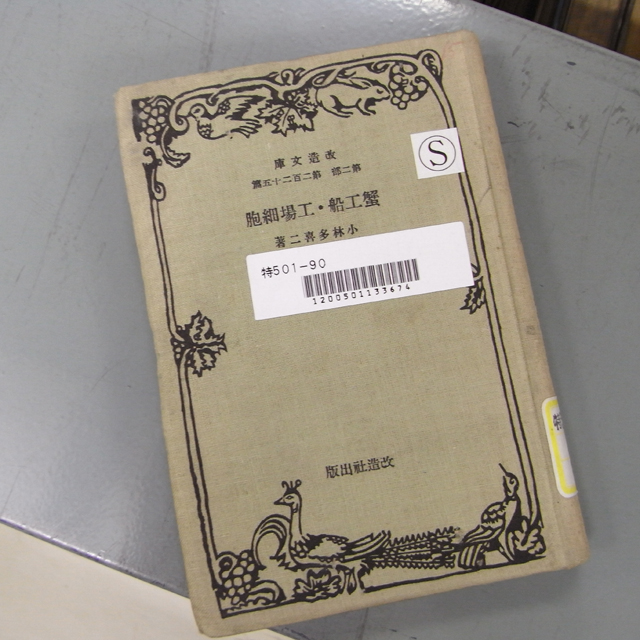 改造文庫
第二部 第二百二十五篇
蟹工船・工場細胞
小林多喜二著
特501-90
1200501133674
改造社出版
S
特